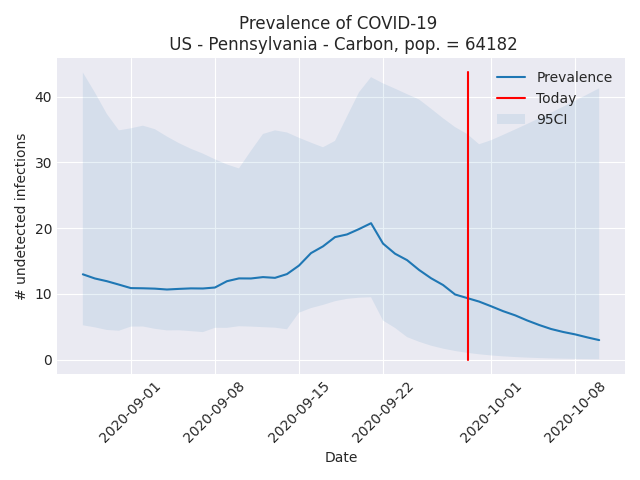 Prevalence of COVID-19
US - Pennsylvania - Carbon, pop. = 64182
Prevalence
Today
95CI
# undetected infections
40
30
20
10
0
2020-09-01
2020-09-08
2020-09-15
2020-09-22
2020-10-01
2020-10-08
Date